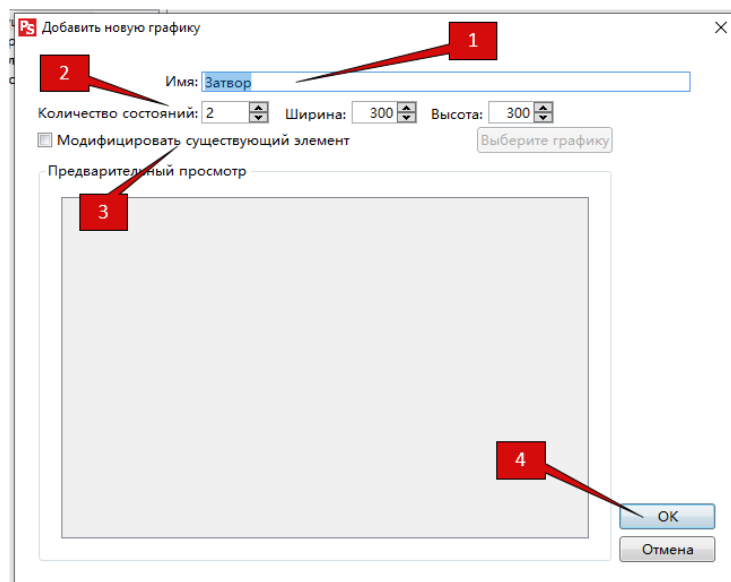 PS Добавить новую графику
1
2
Имя: Затвор
Количество состояний: 2 Ширина: 300 Высота: 300
Модифицировать существующий элемент Выберите графику
Предварительный просмотр
3
4
OK
Отмена